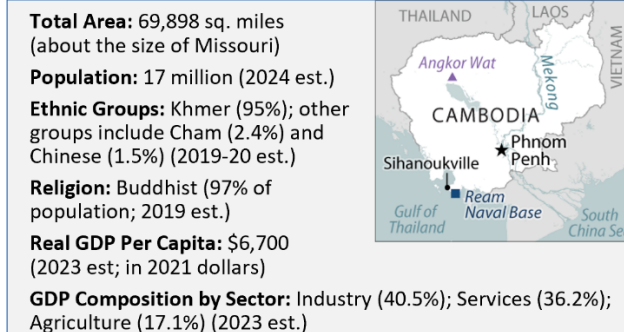 Total Area: 69,898 sq. miles
(about the size of Missouri)
Population: 17 million (2024 est.)
Ethnic Groups: Khmer (95%); other
groups include Cham (2.4%) and
Chinese (1.5%) (2019-20 est.)
Religion: Buddhist (97% of
population; 2019 est.)
Real GDP Per Capita: $6,700
(2023 est; in 2021 dollars)
GDP Composition by Sector: Industry (40.5%); Services (36.2%);
Agriculture (17.1%) (2023 est.)
THAILAND
LAOS
VIETNAM
Angkor Wat
Mekong
CAMBODIA
Phnom
Penh
Sihanoukville
Ream
Naval Base
Gulf of
Thailand
South
China Se